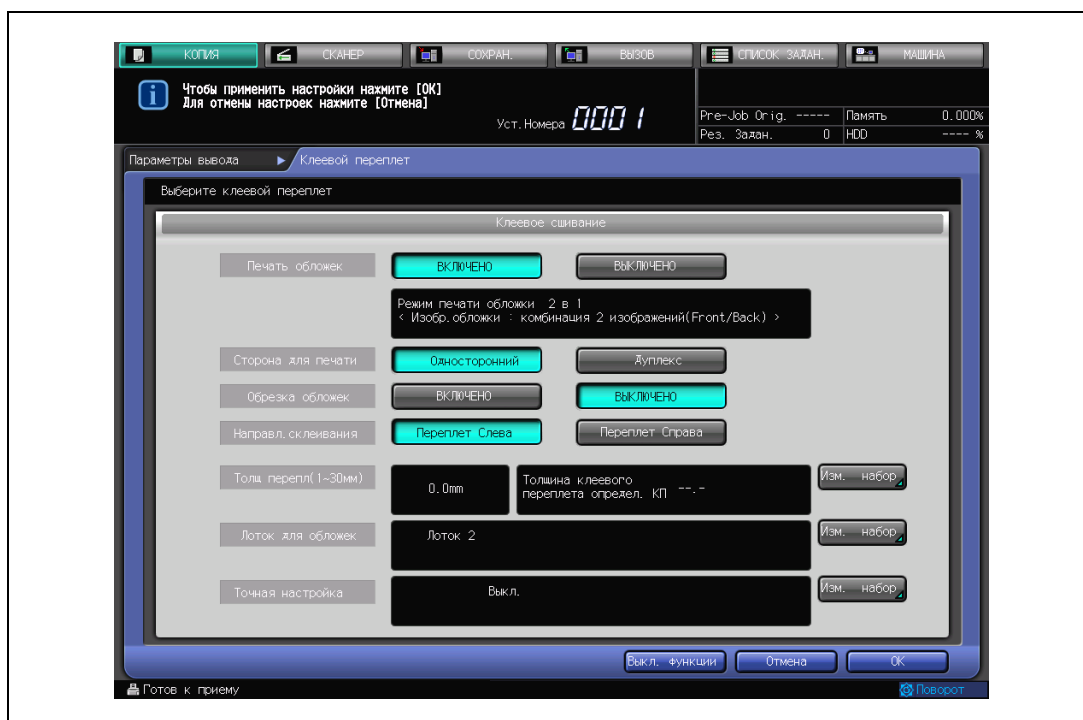 КОПИЯ
СКАНЕР
СОХРАН.
ВЫЗОВ
СПИСОК ЗАДАН.
МАШИНА
Чтобы применить настройки нажмите [OK]
Для отмены настроек нажмите [Отмена]
Уст.Номера 0001
Pre-Job Orig. -----
Память 0.000%
Рез. Задан. 0
HDD ---- %
Параметры вывода
Клеевой переплет
Выберите клеевой переплет
Клеевое сшивание
Печать обложек
ВКЛЮЧЕНО
ВЫКЛЮЧЕНО
Режим печати обложки 2 в 1
< Изобр.обложки : комбинация 2 изображений(Front/Back) >
Сторона для печати
Односторонний
Дуплекс
Обрезка обложек
ВКЛЮЧЕНО
ВЫКЛЮЧЕНО
Направл.склеивания
Переплет Слева
Переплет Справа
Толщ перепл(1~30мм)
0.0mm
Толщина клеевого
переплета определ. КП --.-
Изм. набор
Лоток для обложек
Лоток 2
Изм. набор
Точная настройка
Выкл.
Изм. набор
Выкл. функции
Отмена
OK
Готов к приему
Поворот